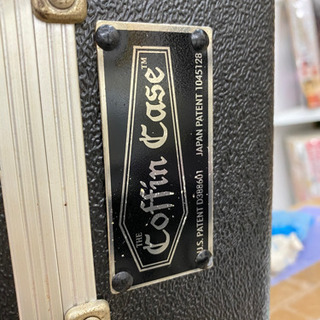 THE
Coffin Case™
U.S. PATENT D388601 JAPAN PATENT 1045128